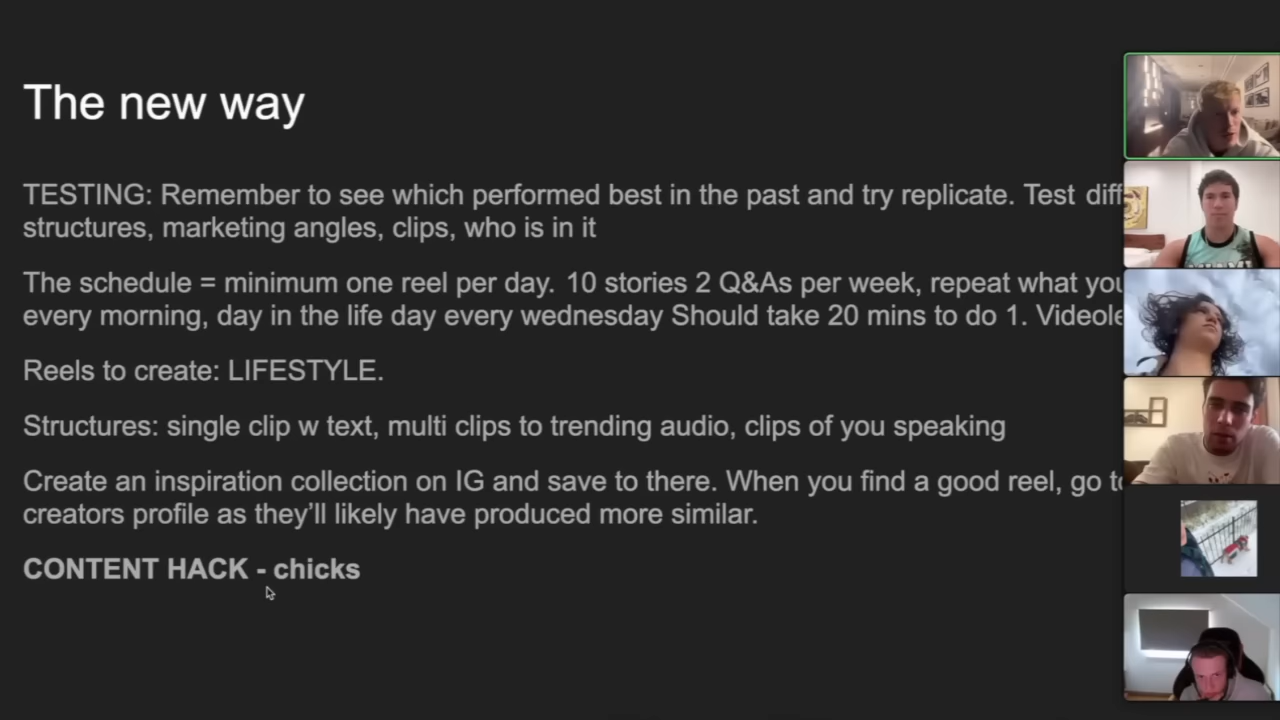 The new way
TESTING: Remember to see which performed best in the past and try replicate. Test
structures, marketing angles, clips, who is in it
The schedule = minimum one reel per day. 10 stories 2 Q&As per week, repeat what
every morning, day in the life day every wednesday Should take 20 mins to do 1.
Reels to create: LIFESTYLE.
Structures: single clip w text, multi clips to trending audio, clips of you speaking
Create an inspiration collection on IG and save to there. When you find a good reel, go
creators profile as they’ll likely have produced more similar.
CONTENT HACK - chicks